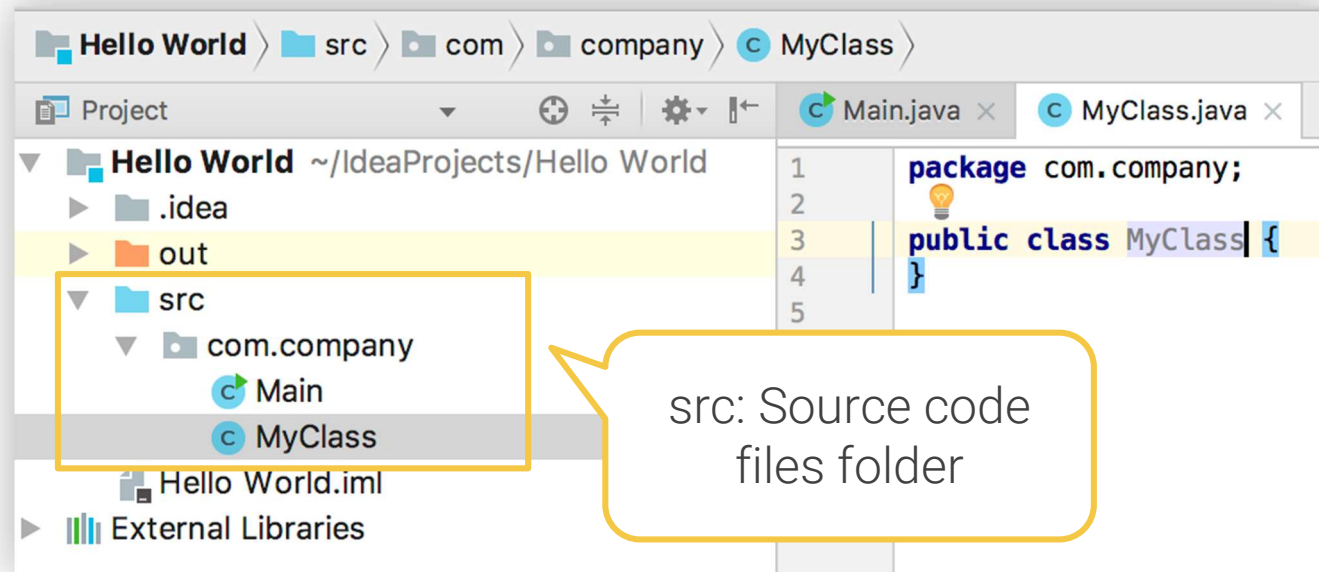 Hello World src com company MyClass
Project
Main.java × MyClass.java ×
Hello World ~/IdeaProjects/Hello World
.idea
out
src
com.company
Main
MyClass
Hello World.iml
External Libraries
1 package com.company;
2
3 public class MyClass {
4 }
5
src: Source code
files folder